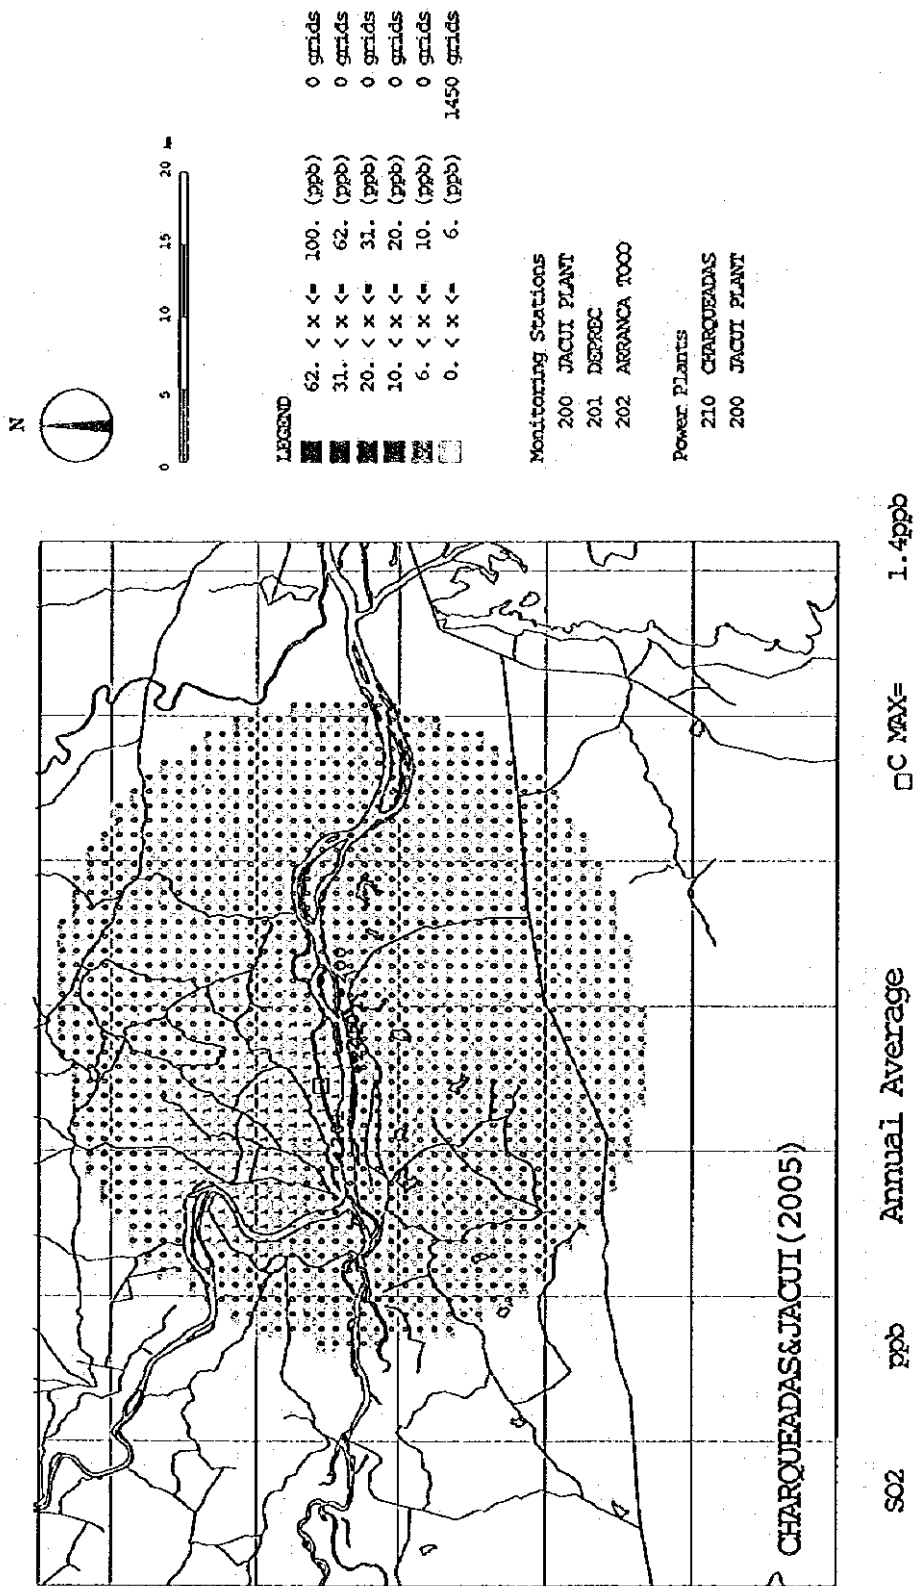 N
0 5 10 15 20 km
LEGEND
62. < x <= 100. (ppb) 0 grids
31. < x <= 62. (ppb) 0 grids
20. < x <= 31. (ppb) 0 grids
10. < x <= 20. (ppb) 0 grids
6. < x <= 10. (ppb) 0 grids
0. < x <= 6. (ppb) 1450 grids
Monitoring Stations
200 JACUI PLANT
201 DEPREC
202 ARRANCA TOCO
Power Plants
210 CHARQUEADAS
200 JACUI PLANT
CHARQUEADAS&JACUI(2005)
SO2 ppb Annual Average □C MAX= 1.4ppb